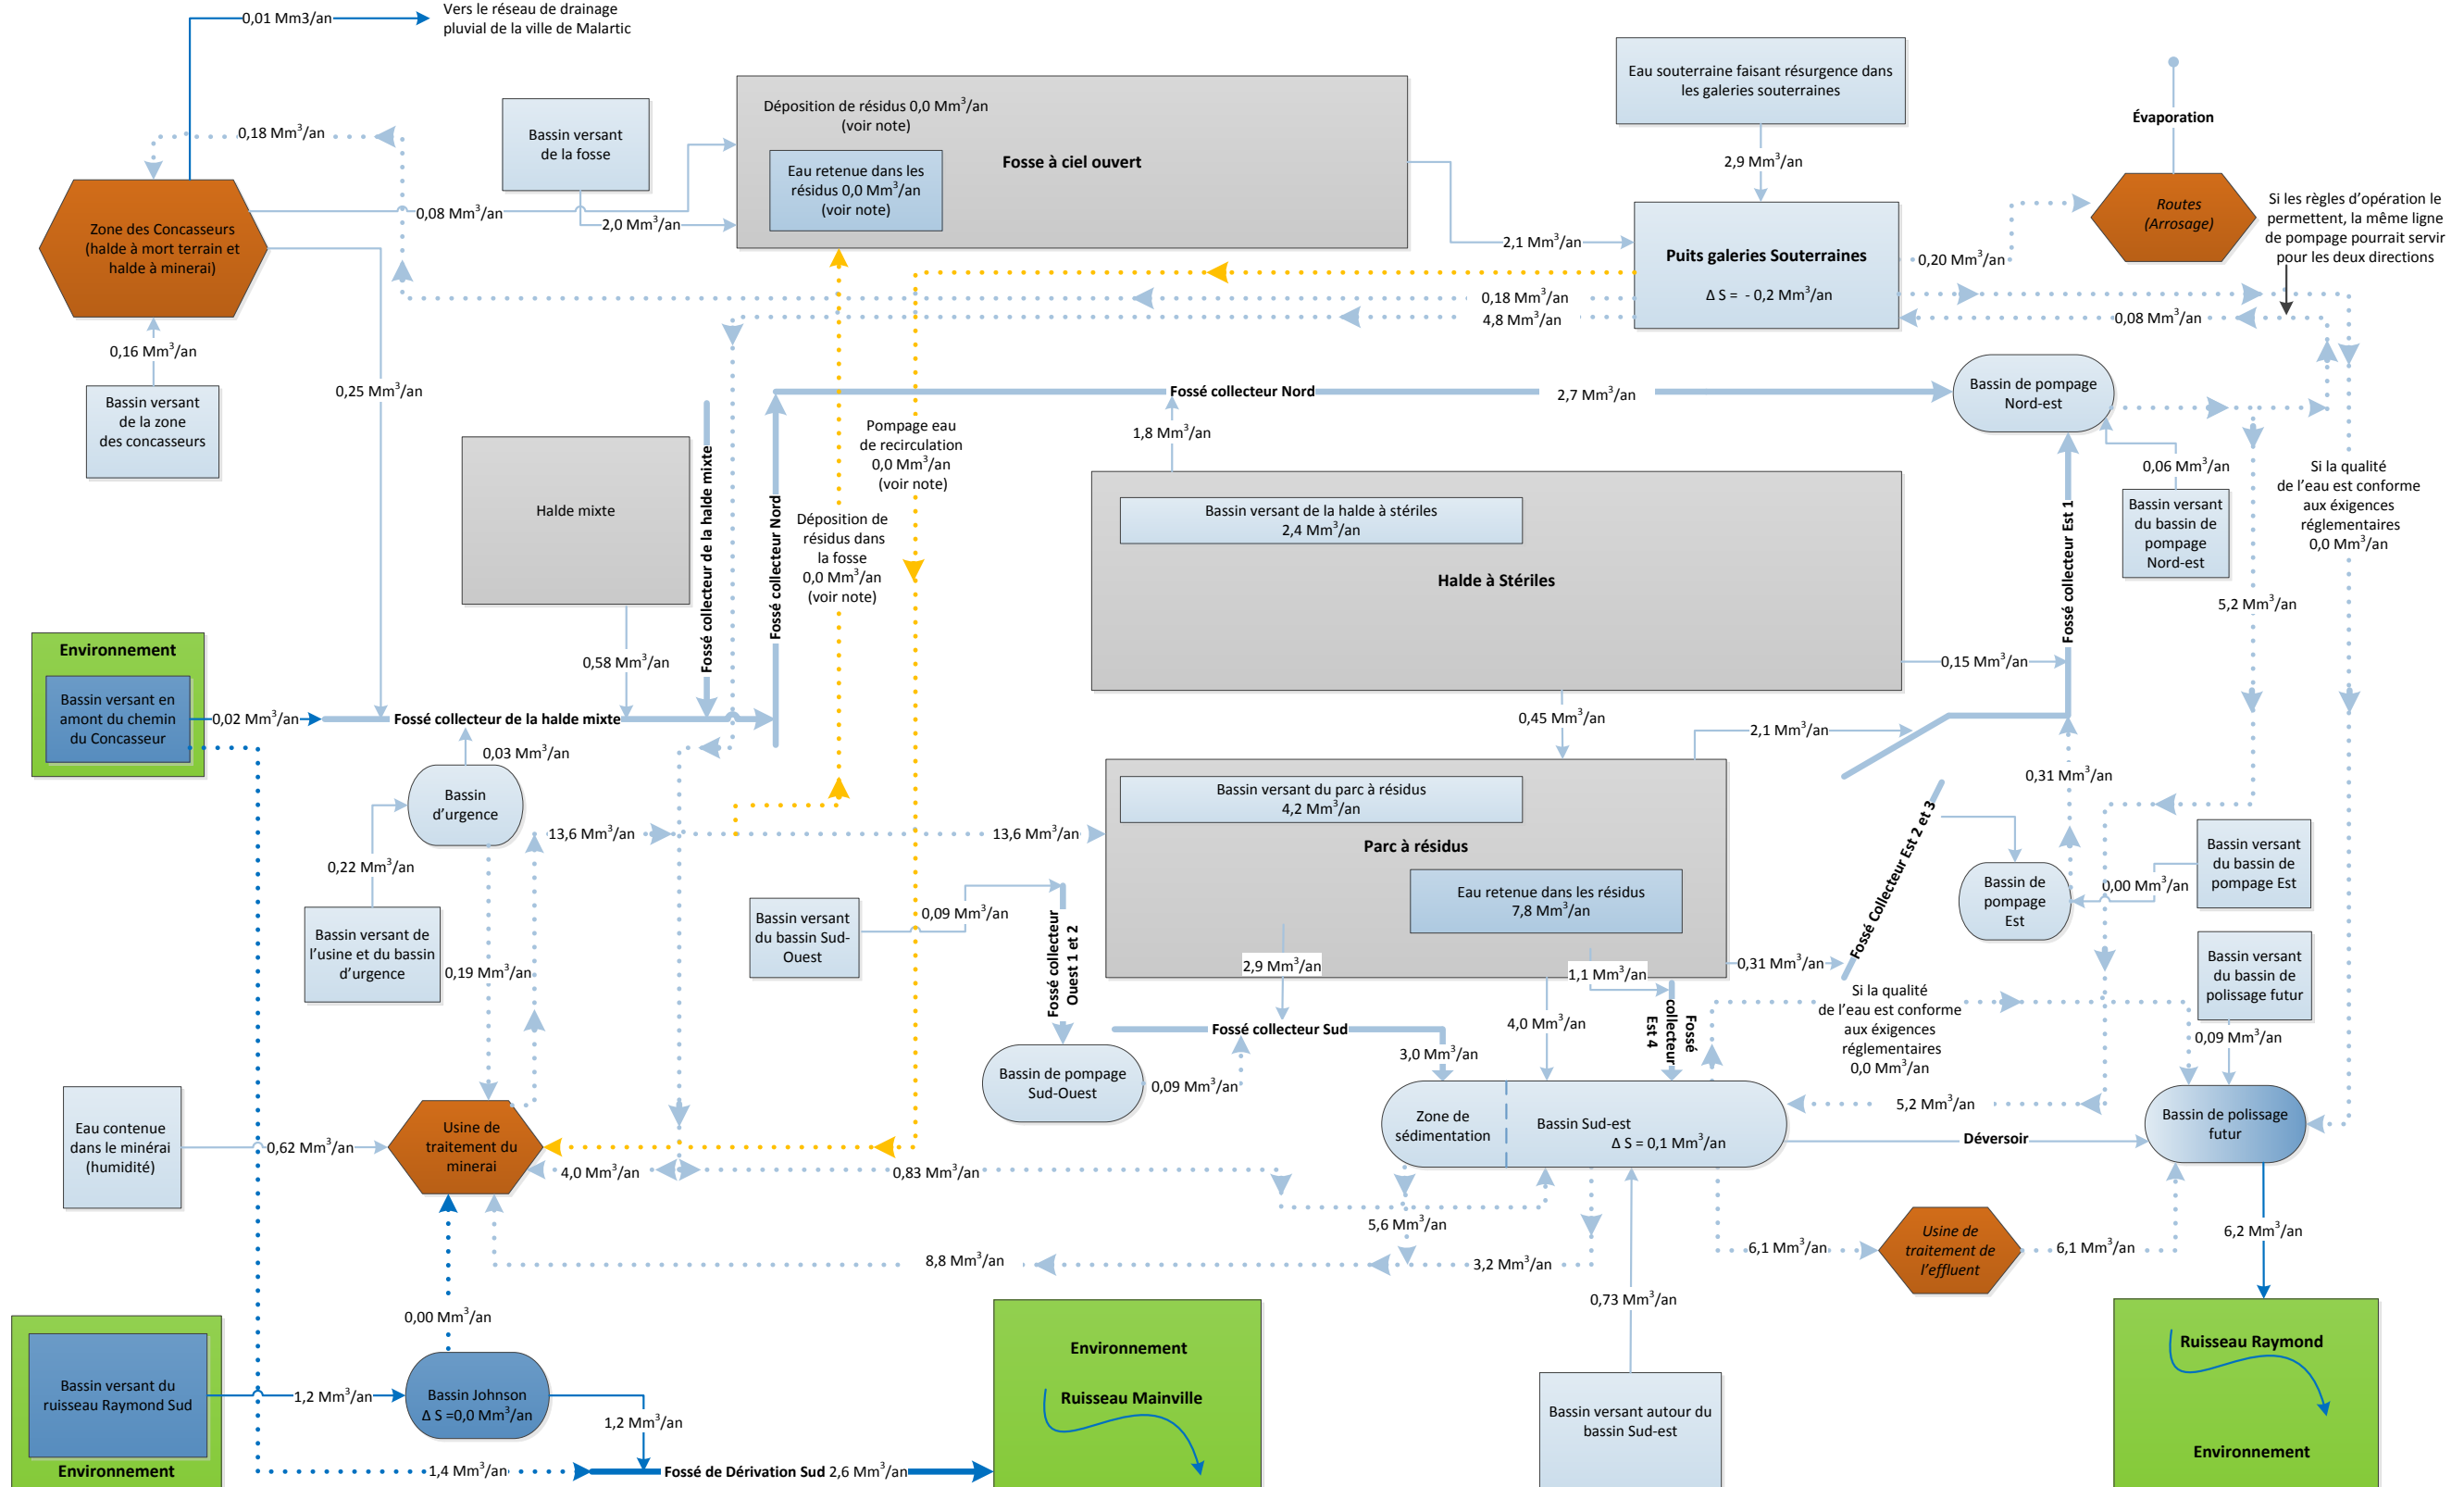 0,01 Mm3/an
Vers le réseau de drainage
pluvial de la ville de Malartic
0,18 Mm³/an
Bassin versant
de la fosse
Déposition de résidus 0,0 Mm³/an
(voir note)
Eau retenue dans les
résidus 0,0 Mm³/an
(voir note)
Fosse à ciel ouvert
Eau souterraine faisant résurgence dans
les galeries souterraines
2,9 Mm³/an
Évaporation
Routes
(Arrosage)
Si les règles d’opération le
permettent, la même ligne
de pompage pourrait servir
pour les deux directions
Zone des Concasseurs
(halde à mort terrain et
halde à minerai)
0,08 Mm³/an
2,0 Mm³/an
2,1 Mm³/an
Puits galeries Souterraines
Δ S = - 0,2 Mm³/an
0,20 Mm³/an
0,18 Mm³/an
4,8 Mm³/an
0,08 Mm³/an
0,16 Mm³/an
Bassin versant
de la zone
des concasseurs
0,25 Mm³/an
Fossé collecteur Nord
2,7 Mm³/an
Bassin de pompage
Nord-est
1,8 Mm³/an
Pompage eau
de recirculation
0,0 Mm³/an
(voir note)
Halde mixte
Fossé collecteur de la halde mixte
Fossé collecteur Nord
Déposition de
résidus dans
la fosse
0,0 Mm³/an
(voir note)
Bassin versant de la halde à stériles
2,4 Mm³/an
Halde à Stériles
Fossé collecteur Est 1
0,06 Mm³/an
Bassin versant
du bassin de
pompage
Nord-est
Si la qualité
de l’eau est conforme
aux éxigences
réglementaires
0,0 Mm³/an
5,2 Mm³/an
0,58 Mm³/an
0,15 Mm³/an
Environnement
Bassin versant en
amont du chemin
du Concasseur
0,02 Mm³/an
Fossé collecteur de la halde mixte
0,03 Mm³/an
0,45 Mm³/an
2,1 Mm³/an
Bassin
d’urgence
0,22 Mm³/an
Bassin versant de
l’usine et du bassin
d’urgence
0,19 Mm³/an
13,6 Mm³/an
13,6 Mm³/an
Bassin versant du parc à résidus
4,2 Mm³/an
Parc à résidus
Eau retenue dans les résidus
7,8 Mm³/an
0,31 Mm³/an
Fossé Collecteur Est 2 et 3
Bassin de
pompage
Est
0,00 Mm³/an
Bassin versant
du bassin de
pompage Est
Bassin versant
du bassin Sud-
Ouest
0,09 Mm³/an
Fossé collecteur
Ouest 1 et 2
2,9 Mm³/an
1,1 Mm³/an
0,31 Mm³/an
Bassin versant
du bassin de
polissage futur
Si la qualité
de l’eau est conforme
aux éxigences
réglementaires
0,0 Mm³/an
Fossé collecteur Sud
4,0 Mm³/an
Fossé
collecteur
Est 4
3,0 Mm³/an
0,09 Mm³/an
Bassin de pompage
Sud-Ouest
0,09 Mm³/an
Eau contenue
dans le minérai
(humidité)
0,62 Mm³/an
Usine de
traitement du
minerai
4,0 Mm³/an
0,83 Mm³/an
Zone de
sédimentation
Bassin Sud-est
Δ S = 0,1 Mm³/an
5,2 Mm³/an
Déversoir
Bassin de polissage
futur
5,6 Mm³/an
8,8 Mm³/an
3,2 Mm³/an
6,1 Mm³/an
Usine de
traitement de
l’effluent
6,1 Mm³/an
6,2 Mm³/an
0,00 Mm³/an
0,73 Mm³/an
Bassin versant du
ruisseau Raymond Sud
Environnement
1,2 Mm³/an
Bassin Johnson
Δ S =0,0 Mm³/an
1,2 Mm³/an
1,4 Mm³/an
Fossé de Dérivation Sud 2,6 Mm³/an
Environnement
Ruisseau Mainville
Bassin versant autour du
bassin Sud-est
Ruisseau Raymond
Environnement